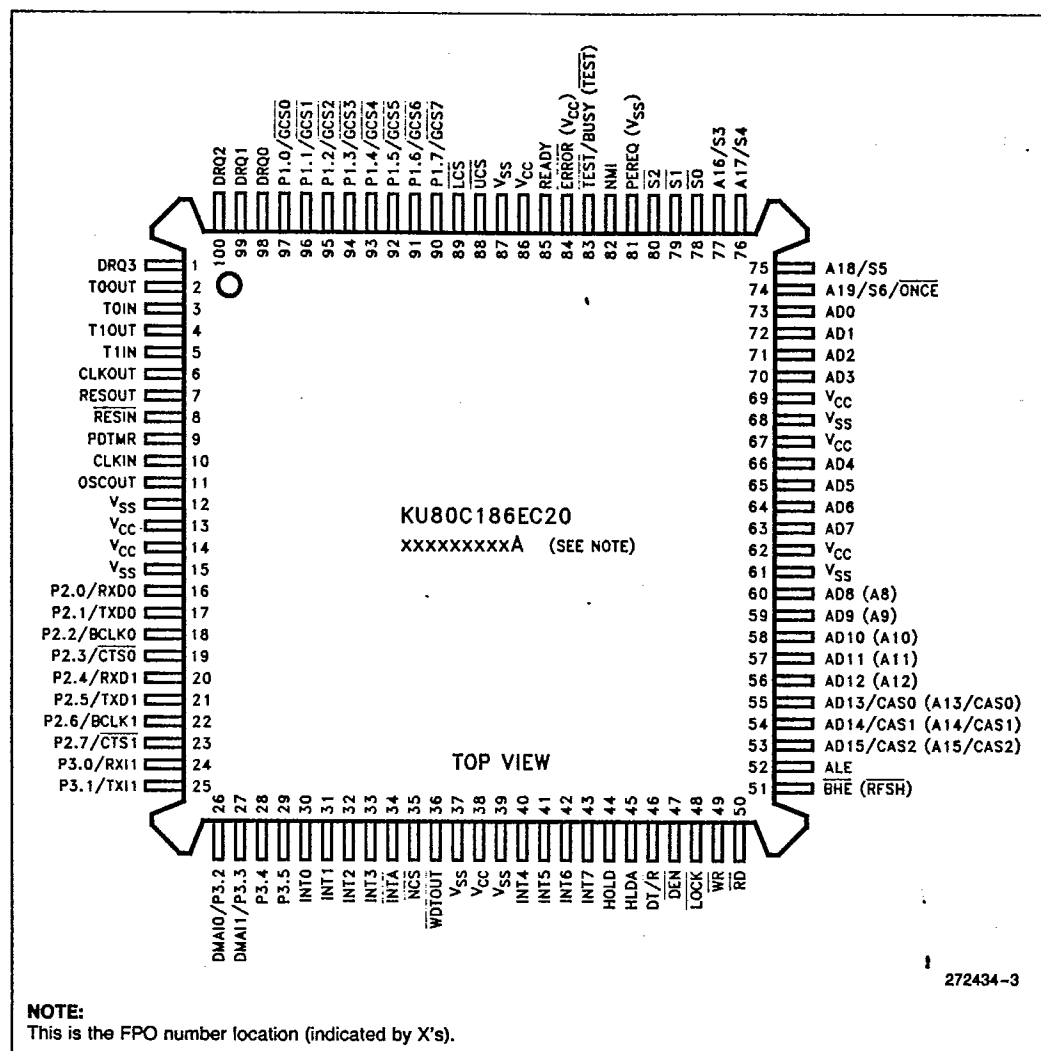 DRQ2
DRQ1
DRQ0
P1.0/GCS0
P1.1/GCS1
P1.2/GCS2
P1.3/GCS3
P1.4/GCS4
P1.5/GCS5
P1.6/GCS6
P1.7/GCS7
LCS
UCS
VSS
VCC
READY
ERROR (VCC)
TEST/BUSY (TEST)
NMI
PEREQ (VSS)
S2
S1
S0
A16/S3
A17/S4
100 99 98 97 96 95 94 93 92 91 90 89 88 87 86 85 84 83 82 81 80 79 78 77 76
DRQ3 1
T0OUT 2
T0IN 3
T1OUT 4
T1IN 5
CLKOUT 6
RESOUT 7
RESIN 8
PDTMR 9
CLKIN 10
OSCOUT 11
VSS 12
VCC 13
VCC 14
VSS 15
P2.0/RXD0 16
P2.1/TXD0 17
P2.2/BCLK0 18
P2.3/CTS0 19
P2.4/RXD1 20
P2.5/TXD1 21
P2.6/BCLK1 22
P2.7/CTS1 23
P3.0/RXI1 24
P3.1/TXI1 25
KU80C186EC20
XXXXXXXXXA (SEE NOTE)
TOP VIEW
75 A18/S5
74 A19/S6/ONCE
73 AD0
72 AD1
71 AD2
70 AD3
69 VCC
68 VSS
67 VCC
66 AD4
65 AD5
64 AD6
63 AD7
62 VCC
61 VSS
60 AD8 (A8)
59 AD9 (A9)
58 AD10 (A10)
57 AD11 (A11)
56 AD12 (A12)
55 AD13/CAS0 (A13/CAS0)
54 AD14/CAS1 (A14/CAS1)
53 AD15/CAS2 (A15/CAS2)
52 ALE
51 BHE (RFSH)
26 27 28 29 30 31 32 33 34 35 36 37 38 39 40 41 42 43 44 45 46 47 48 49 50
DMAI0/P3.2
DMAI1/P3.3
P3.4
P3.5
INT0
INT1
INT2
INT3
INTA
NCS
WDTOUT
VSS
VCC
VSS
INT4
INT5
INT6
INT7
HOLD
HLDA
DT/R
DEN
LOCK
WR
RD
272434-3
NOTE:
This is the FPO number location (indicated by X's).